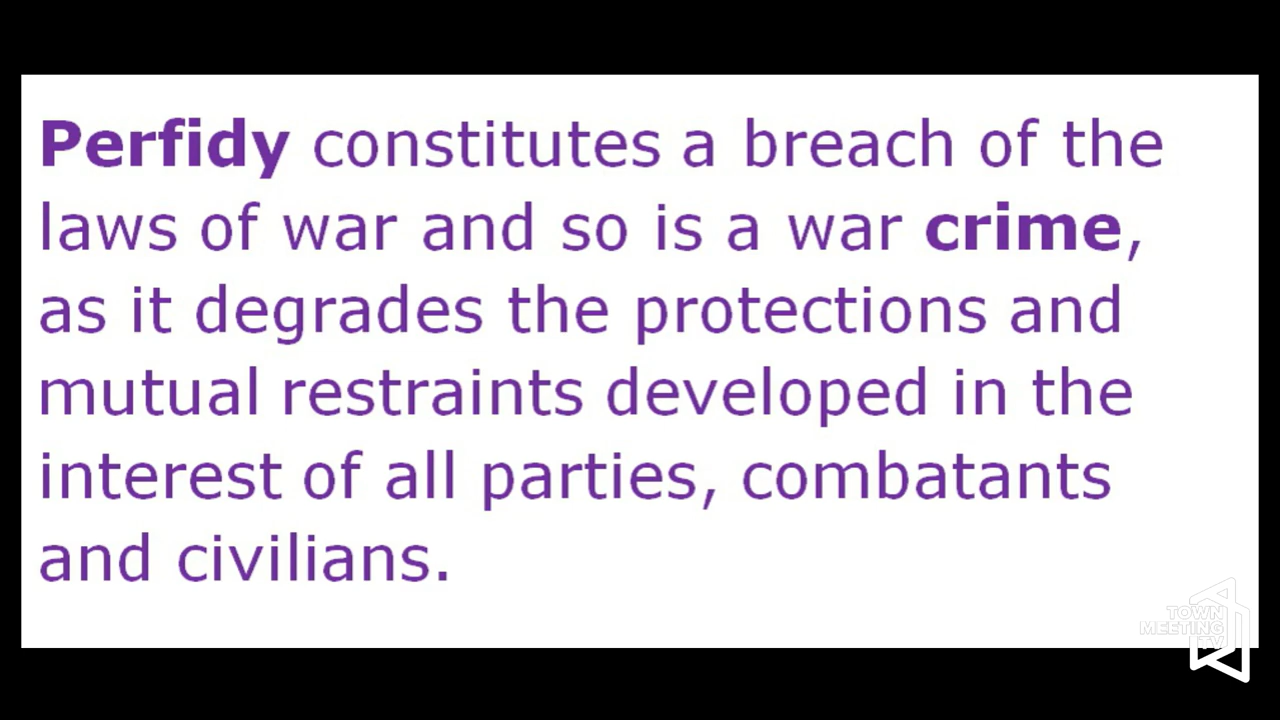 Perfidy constitutes a breach of the
laws of war and so is a war crime,
as it degrades the protections and
mutual restraints developed in the
interest of all parties, combatants
and civilians.
TOWN
MEETING
TV